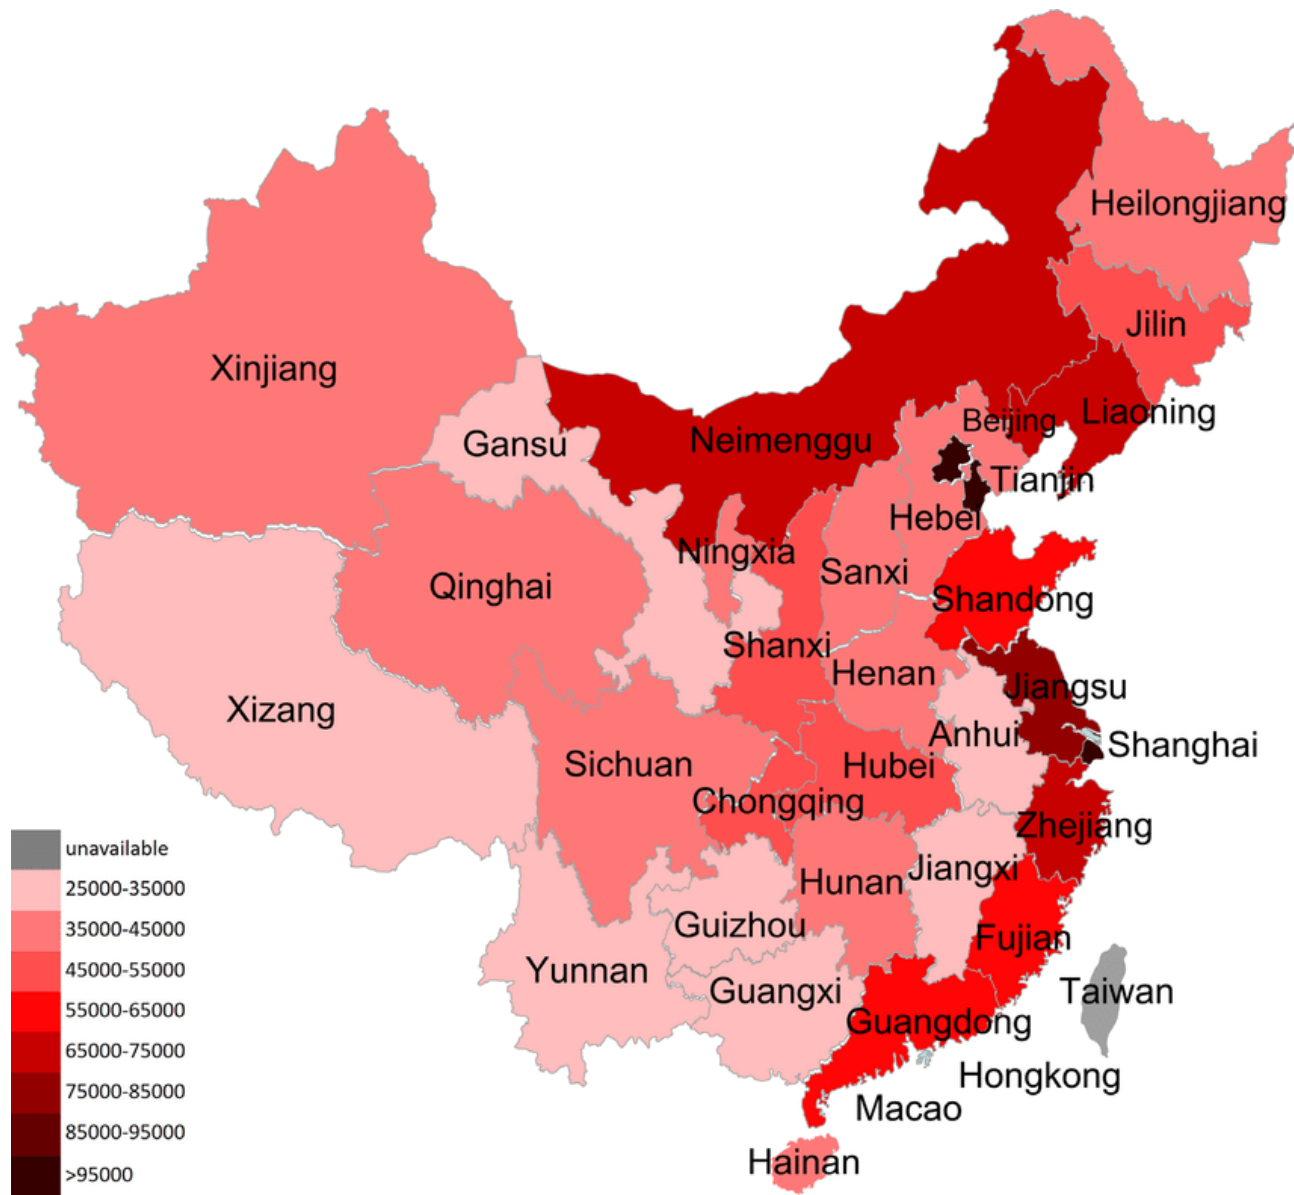 Heilongjiang
Jilin
Xinjiang
Liaoning
Beijing
Neimenggu
Gansu
Tianjin
Hebei
Ningxia
Sanxi
Qinghai
Shandong
Shanxi
Henan
Jiangsu
Xizang
Anhui
Shanghai
Sichuan
Hubei
Chongqing
Zhejiang
Jiangxi
Hunan
Guizhou
Fujian
Yunnan
Guangxi
Taiwan
Guangdong
Hongkong
Macao
Hainan
unavailable
25000-35000
35000-45000
45000-55000
55000-65000
65000-75000
75000-85000
85000-95000
>95000